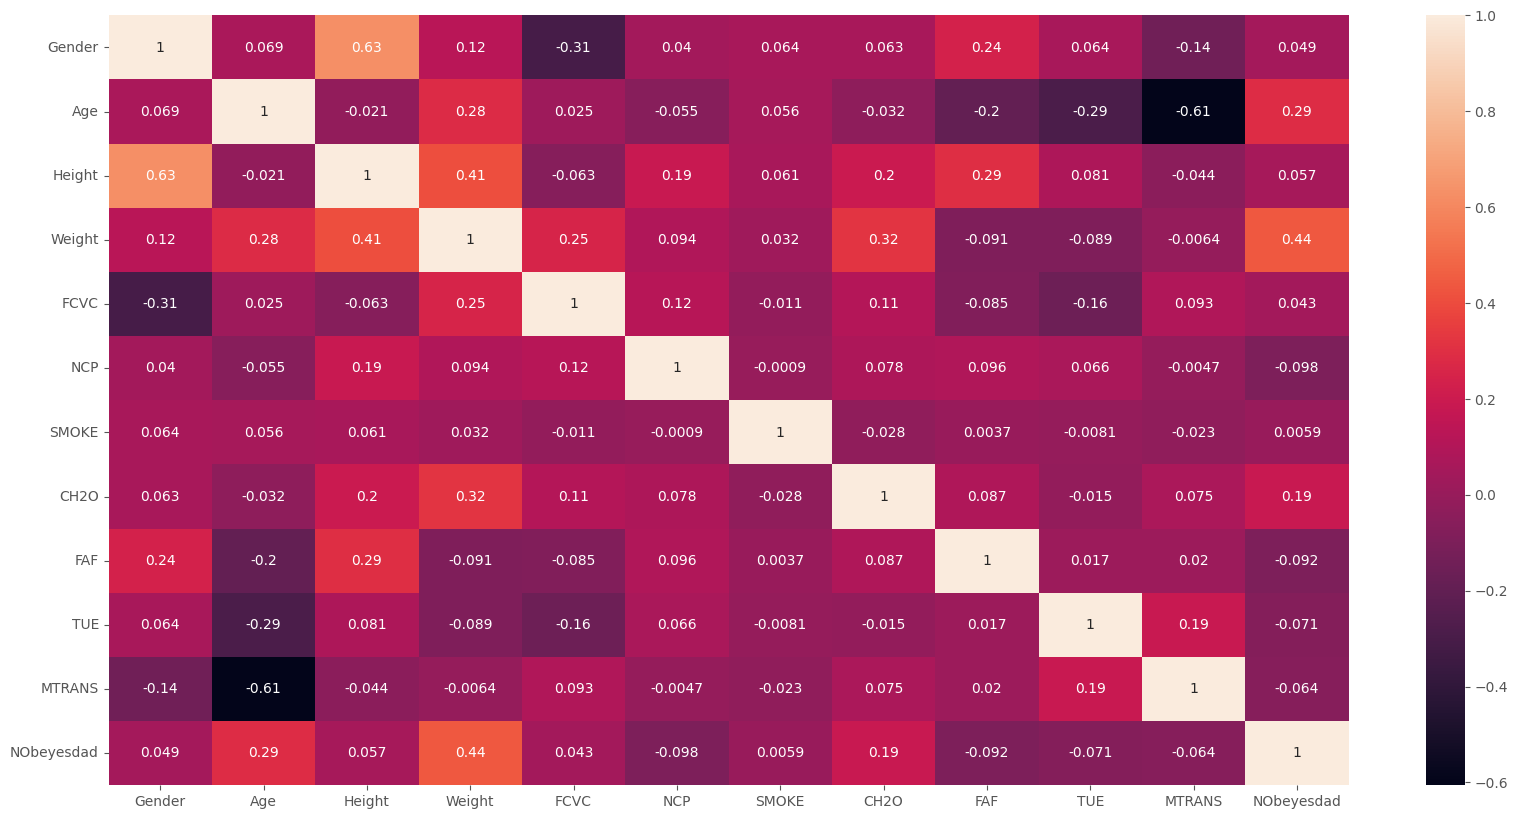 Gender 1 0.069 0.63 0.12 -0.31 0.04 0.064 0.063 0.24 0.064 -0.14 0.049
Age 0.069 1 -0.021 0.28 0.025 -0.055 0.056 -0.032 -0.2 -0.29 -0.61 0.29
Height 0.63 -0.021 1 0.41 -0.063 0.19 0.061 0.2 0.29 0.081 -0.044 0.057
Weight 0.12 0.28 0.41 1 0.25 0.094 0.032 0.32 -0.091 -0.089 -0.0064 0.44
FCVC -0.31 0.025 -0.063 0.25 1 0.12 -0.011 0.11 -0.085 -0.16 0.093 0.043
NCP 0.04 -0.055 0.19 0.094 0.12 1 -0.0009 0.078 0.096 0.066 -0.0047 -0.098
SMOKE 0.064 0.056 0.061 0.032 -0.011 -0.0009 1 -0.028 0.0037 -0.0081 -0.023 0.0059
CH2O 0.063 -0.032 0.2 0.32 0.11 0.078 -0.028 1 0.087 -0.015 0.075 0.19
FAF 0.24 -0.2 0.29 -0.091 -0.085 0.096 0.0037 0.087 1 0.017 0.02 -0.092
TUE 0.064 -0.29 0.081 -0.089 -0.16 0.066 -0.0081 -0.015 0.017 1 0.19 -0.071
MTRANS -0.14 -0.61 -0.044 -0.0064 0.093 -0.0047 -0.023 0.075 0.02 0.19 1 -0.064
NObeyesdad 0.049 0.29 0.057 0.44 0.043 -0.098 0.0059 0.19 -0.092 -0.071 -0.064 1
Gender Age Height Weight FCVC NCP SMOKE CH2O FAF TUE MTRANS NObeyesdad
1.0
0.8
0.6
0.4
0.2
0.0
−0.2
−0.4
−0.6